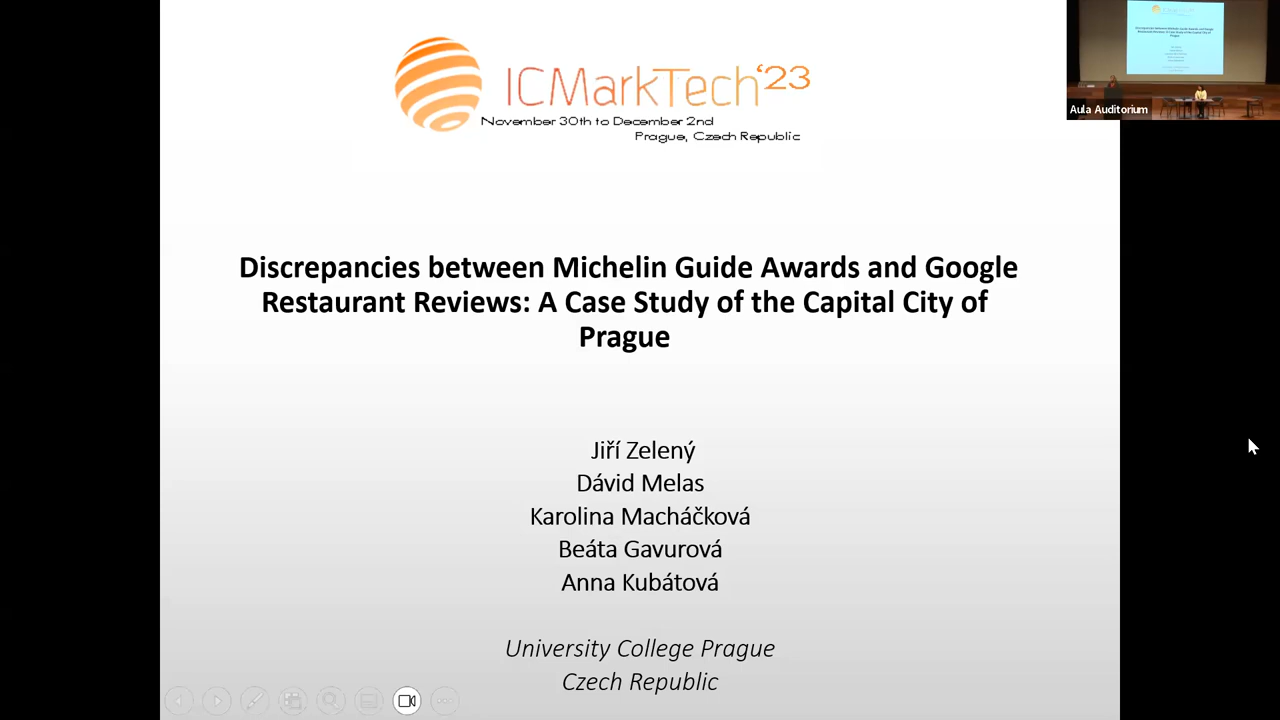 ICMarkTech'23
November 30th to December 2nd
Prague, Czech Republic
Aula Auditorium
Discrepancies between Michelin Guide Awards and Google
Restaurant Reviews: A Case Study of the Capital City of
Prague
Jiří Zelený
Dávid Melas
Karolina Macháčková
Beáta Gavurová
Anna Kubátová
University College Prague
Czech Republic